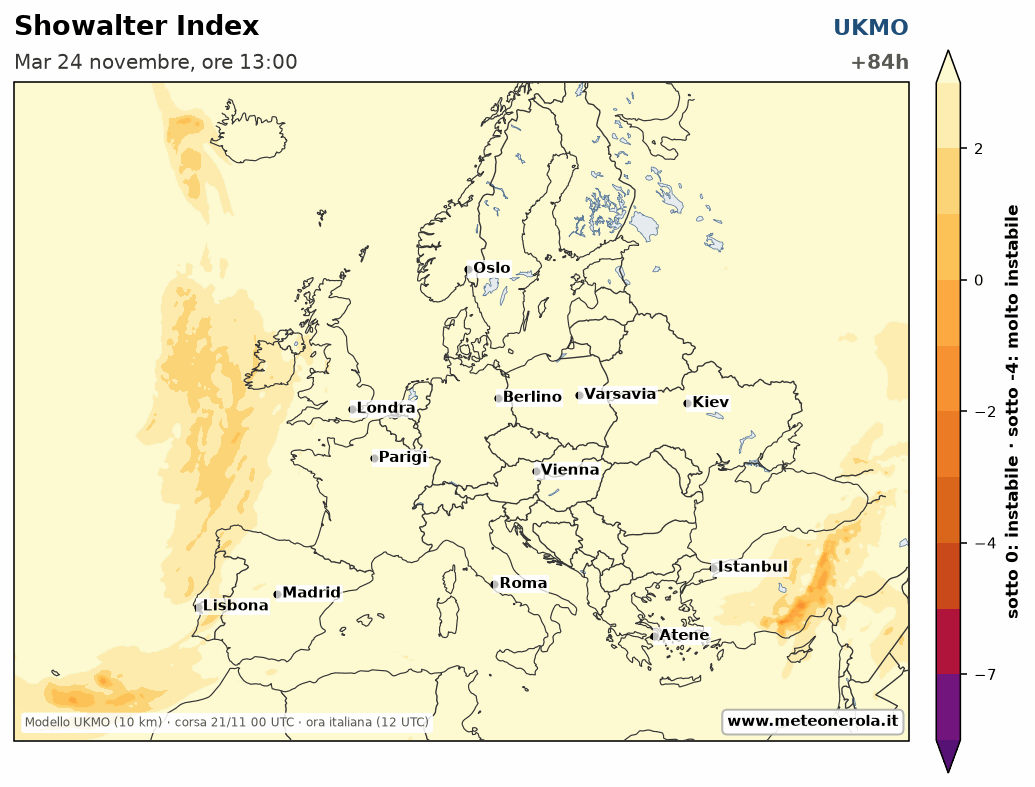 Showalter Index
UKMO
Mar 24 novembre, ore 13:00
+84h
Oslo
Londra
Berlino
Varsavia
Kiev
Parigi
Vienna
Istanbul
Roma
Madrid
Lisbona
Atene
2
0
−2
−4
−7
sotto 0: instabile · sotto -4: molto instabile
Modello UKMO (10 km) · corsa 21/11 00 UTC · ora italiana (12 UTC)
www.meteonerola.it